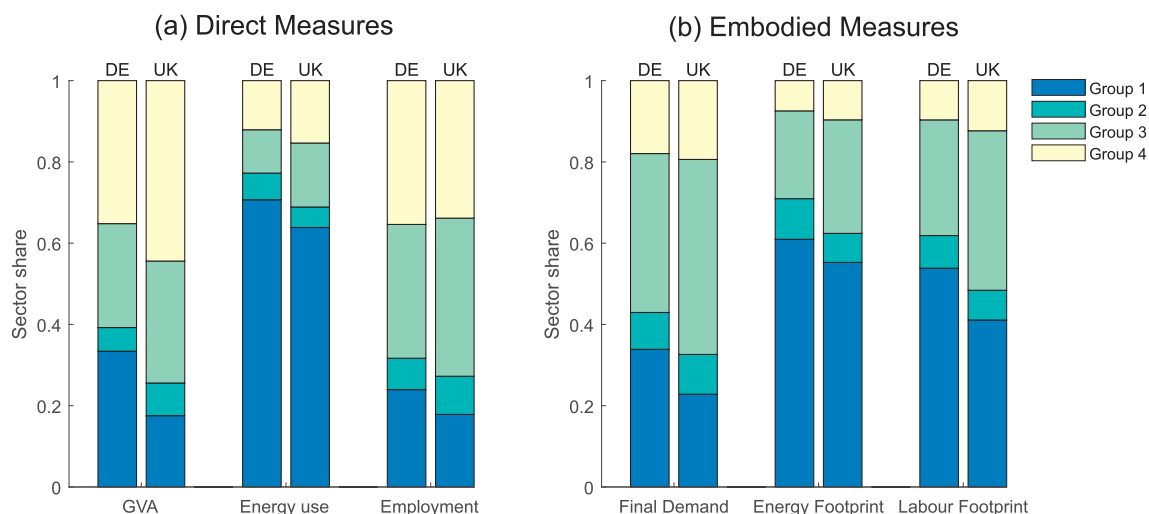 (a) Direct Measures
DE UK DE UK DE UK
1
0.8
0.6
0.4
0.2
0
Sector share
GVA Energy use Employment
(b) Embodied Measures
DE UK DE UK DE UK
1
0.8
0.6
0.4
0.2
0
Sector share
Final Demand Energy Footprint Labour Footprint
Group 1
Group 2
Group 3
Group 4